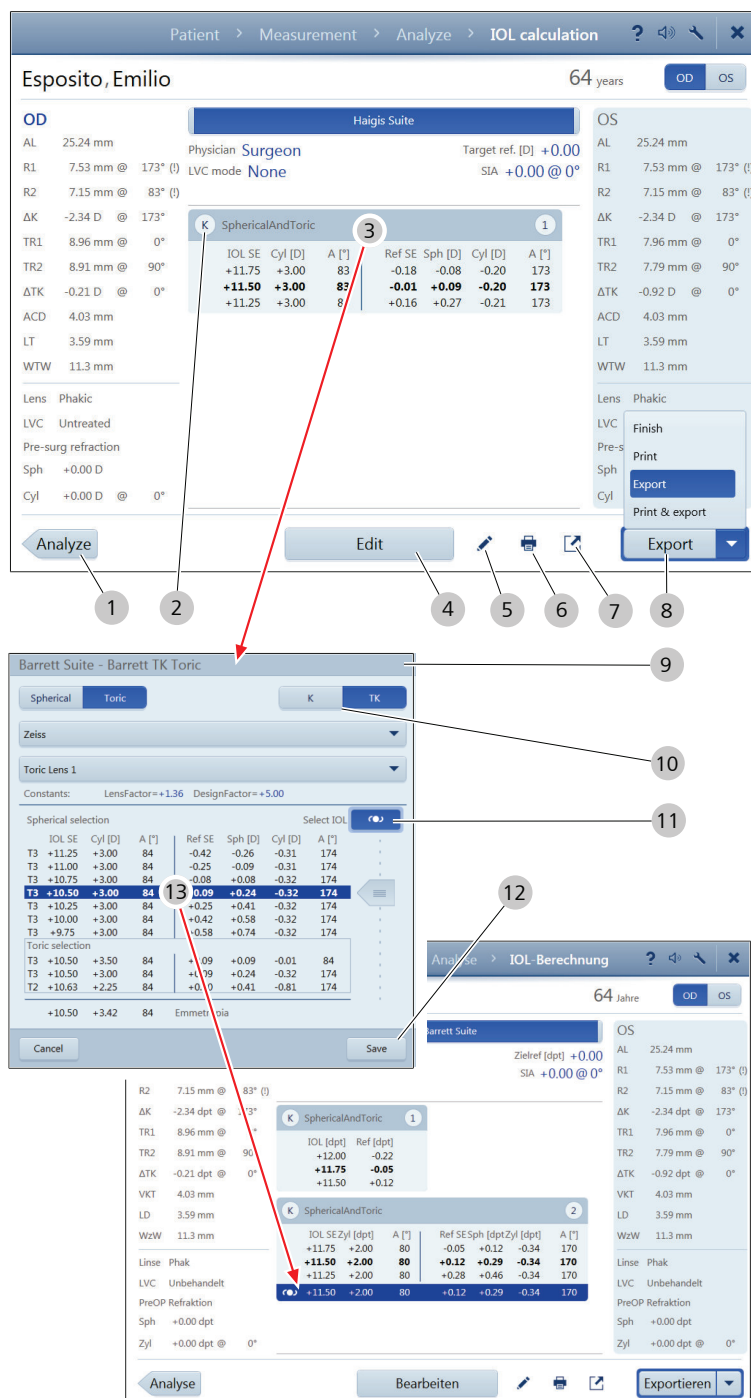 Patient > Measurement > Analyze > IOL calculation ?
Esposito, Emilio 64 years OD OS
OD
AL 25.24 mm
R1 7.53 mm @ 173° (!)
R2 7.15 mm @ 83° (!)
ΔK -2.34 D @ 173°
TR1 8.96 mm @ 0°
TR2 8.91 mm @ 90°
ΔTK -0.21 D @ 0°
ACD 4.03 mm
LT 3.59 mm
WTW 11.3 mm
Lens Phakic
LVC Untreated
Pre-surg refraction
Sph +0.00 D
Cyl +0.00 D @ 0°
Haigis Suite
Physician Surgeon Target ref. [D] +0.00
LVC mode None SIA +0.00 @ 0°
K SphericalAndToric 3 1
IOL SE Cyl [D] A [°] Ref SE Sph [D] Cyl [D] A [°]
+11.75 +3.00 83 -0.18 -0.08 -0.20 173
+11.50 +3.00 83 -0.01 +0.09 -0.20 173
+11.25 +3.00 8 +0.16 +0.27 -0.21 173
OS
AL 25.24 mm
R1 7.53 mm @ 173° (!)
R2 7.15 mm @ 83° (!)
ΔK -2.34 D @ 173°
TR1 7.96 mm @ 0°
TR2 7.79 mm @ 90°
ΔTK -0.92 D @ 0°
ACD 4.03 mm
LT 3.59 mm
WTW 11.3 mm
Lens Phakic
LVC
Pre-s
Sph
Cyl
Finish
Print
Export
Print & export
Analyze Edit Export
1 2 4 5 6 7 8
Barrett Suite - Barrett TK Toric 9
Spherical Toric K TK
10
Zeiss
Toric Lens 1
Constants: LensFactor=+1.36 DesignFactor=+5.00
Spherical selection Select IOL 11
IOL SE Cyl [D] A [°] Ref SE Sph [D] Cyl [D] A [°]
T3 +11.25 +3.00 84 -0.42 -0.26 -0.31 174
T3 +11.00 +3.00 84 -0.25 -0.09 -0.31 174
T3 +10.75 +3.00 84 -0.08 +0.08 -0.32 174
T3 +10.50 +3.00 84 13 +0.09 +0.24 -0.32 174
12
T3 +10.25 +3.00 84 +0.25 +0.41 -0.32 174
T3 +10.00 +3.00 84 +0.42 +0.58 -0.32 174
T3 +9.75 +3.00 84 +0.58 +0.74 -0.32 174
Toric selection
T3 +10.50 +3.50 84 +0.09 +0.09 -0.01 84
T3 +10.50 +3.00 84 +0.09 +0.24 -0.32 174
T2 +10.63 +2.25 84 0 +0.41 -0.81 174
+10.50 +3.42 84 Emmetropia
Cancel Save
Analyse > IOL-Berechnung ?
64 Jahre OD OS
Barrett Suite
Zielref [dpt] +0.00
SIA +0.00 @ 0°
R2 7.15 mm @ 83° (!)
ΔK -2.34 dpt @ 173°
TR1 8.96 mm @ °
TR2 8.91 mm @ 90
ΔTK -0.21 dpt @ 0°
VKT 4.03 mm
LD 3.59 mm
WzW 11.3 mm
Linse Phak
LVC Unbehandelt
PreOP Refraktion
Sph +0.00 dpt
Zyl +0.00 dpt @ 0°
K SphericalAndToric 1
IOL [dpt] Ref [dpt]
+12.00 -0.22
+11.75 -0.05
+11.50 +0.12
K SphericalAndToric 2
IOL SE Zyl [dpt] A [°] Ref SE Sph [dpt Zyl [dpt] A [°]
+11.75 +2.00 80 -0.05 +0.12 -0.34 170
+11.50 +2.00 80 +0.12 +0.29 -0.34 170
+11.25 +2.00 80 +0.28 +0.46 -0.34 170
+11.50 +2.00 80 +0.12 +0.29 -0.34 170
OS
AL 25.24 mm
R1 7.53 mm @ 173° (!)
R2 7.15 mm @ 83° (!)
ΔK -2.34 dpt @ 173°
TR1 7.96 mm @ 0°
TR2 7.79 mm @ 90°
ΔTK -0.92 dpt @ 0°
VKT 4.03 mm
LD 3.59 mm
WzW 11.3 mm
Linse Phak
LVC Unbehandelt
PreOP Refraktion
Sph +0.00 dpt
Zyl +0.00 dpt @ 0°
Analyse Bearbeiten Exportieren